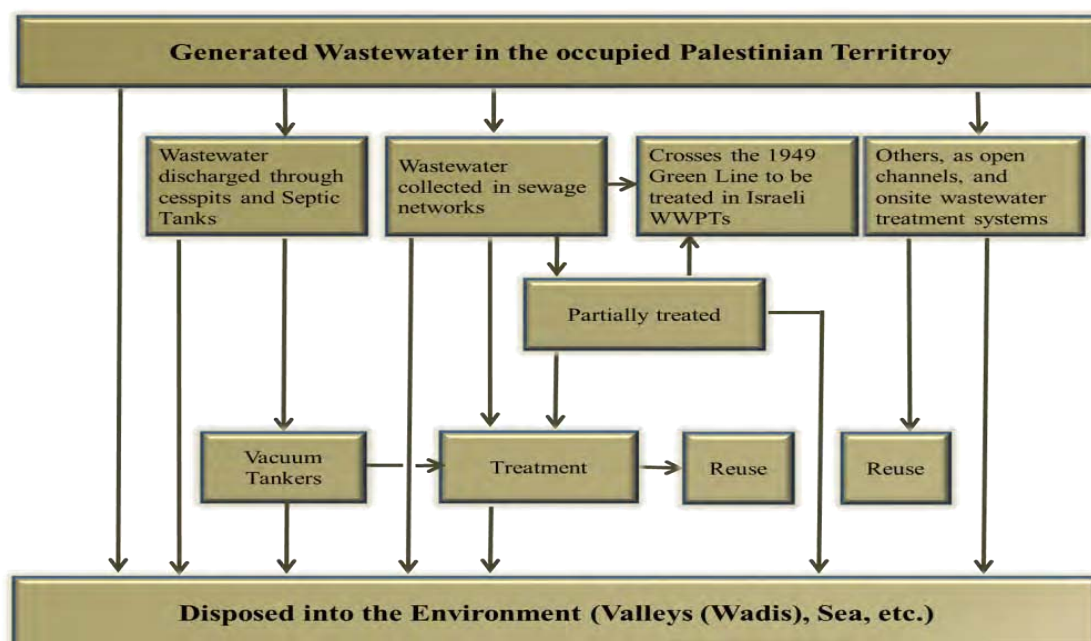 Generated Wastewater in the occupied Palestinian Territroy
Wastewater
discharged through
cesspits and Septic
Tanks
Wastewater
collected in sewage
networks
Crosses the 1949
Green Line to be
treated in Israeli
WWPTs
Others, as open
channels, and
onsite wastewater
treatment systems
Partially treated
Vacuum
Tankers
Treatment
Reuse
Reuse
Disposed into the Environment (Valleys (Wadis), Sea, etc.)